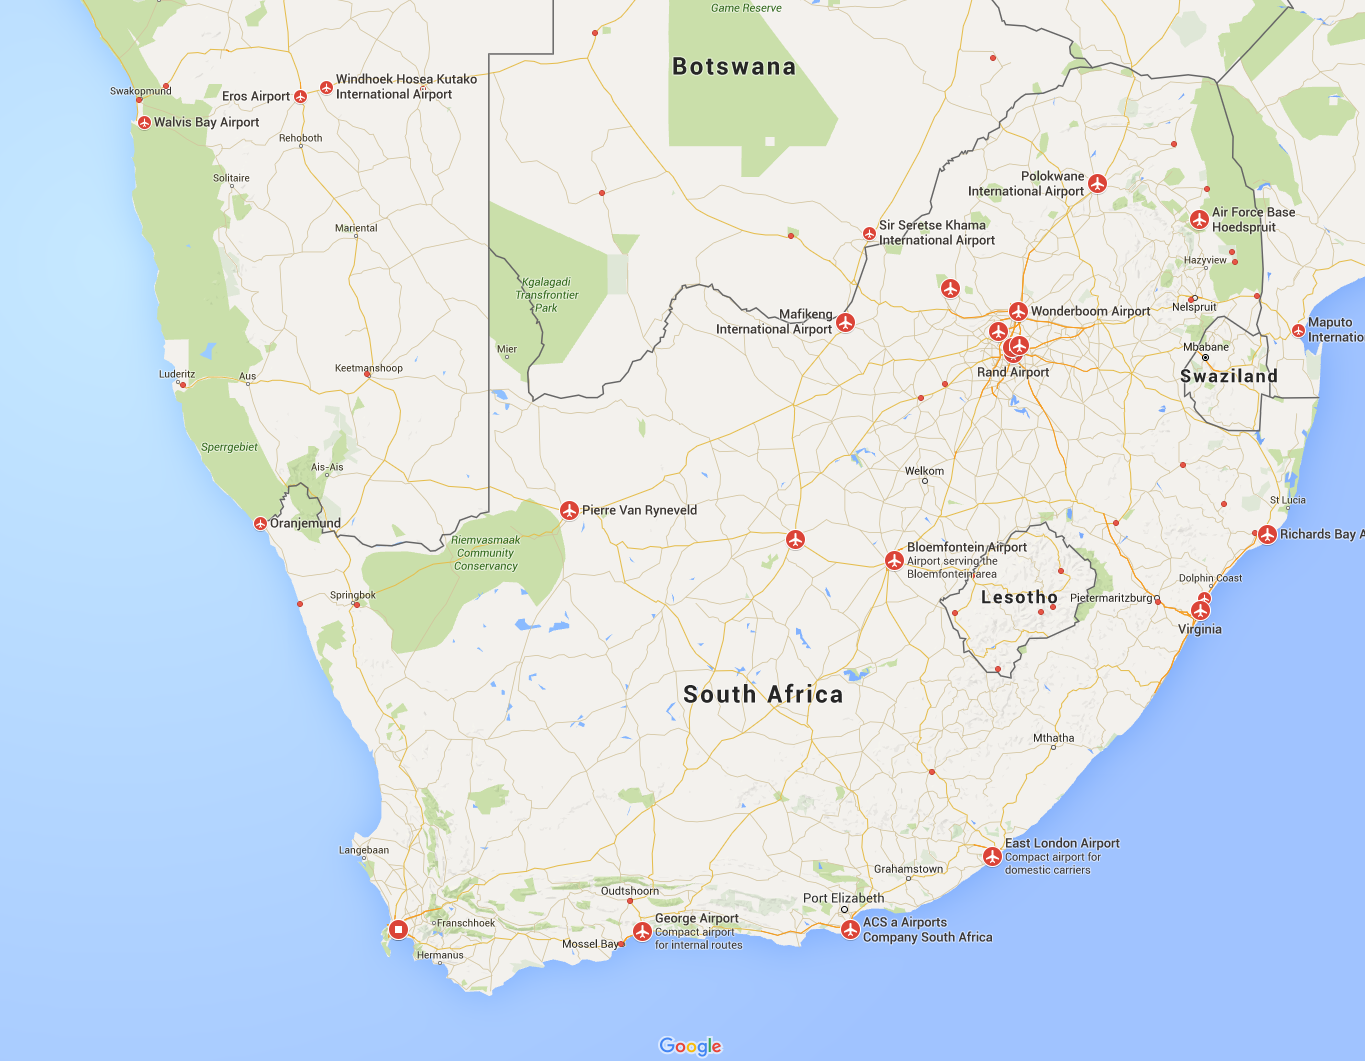 Game Reserve
Botswana
Windhoek Hosea Kutako
International Airport
Eros Airport
Swakopmund
Walvis Bay Airport
Rehoboth
Solitaire
Mariental
Polokwane
International Airport
Air Force Base
Hoedspruit
Sir Seretse Khama
International Airport
Hazyview
Kgalagadi
Transfrontier
Park
Nelspruit
Mafikeng
International Airport
Wonderboom Airport
Maputo
Internatio
Mier
Mbabane
Luderitz
Aus
Keetmanshoop
Rand Airport
Swaziland
Sperrgebiet
Ais-Ais
Welkom
St Lucia
Oranjemund
Pierre Van Ryneveld
Riemvasmaak
Community
Conservancy
Richards Bay A
Bloemfontein Airport
Airport serving the
Bloemfontein area
Dolphin Coast
Springbok
Lesotho
Pietermaritzburg
Virginia
South Africa
Mthatha
East London Airport
Compact airport for
domestic carriers
Langebaan
Grahamstown
Oudtshoorn
Port Elizabeth
Franschhoek
George Airport
Compact airport
for internal routes
ACS a Airports
Company South Africa
Mossel Bay
Hermanus
Google